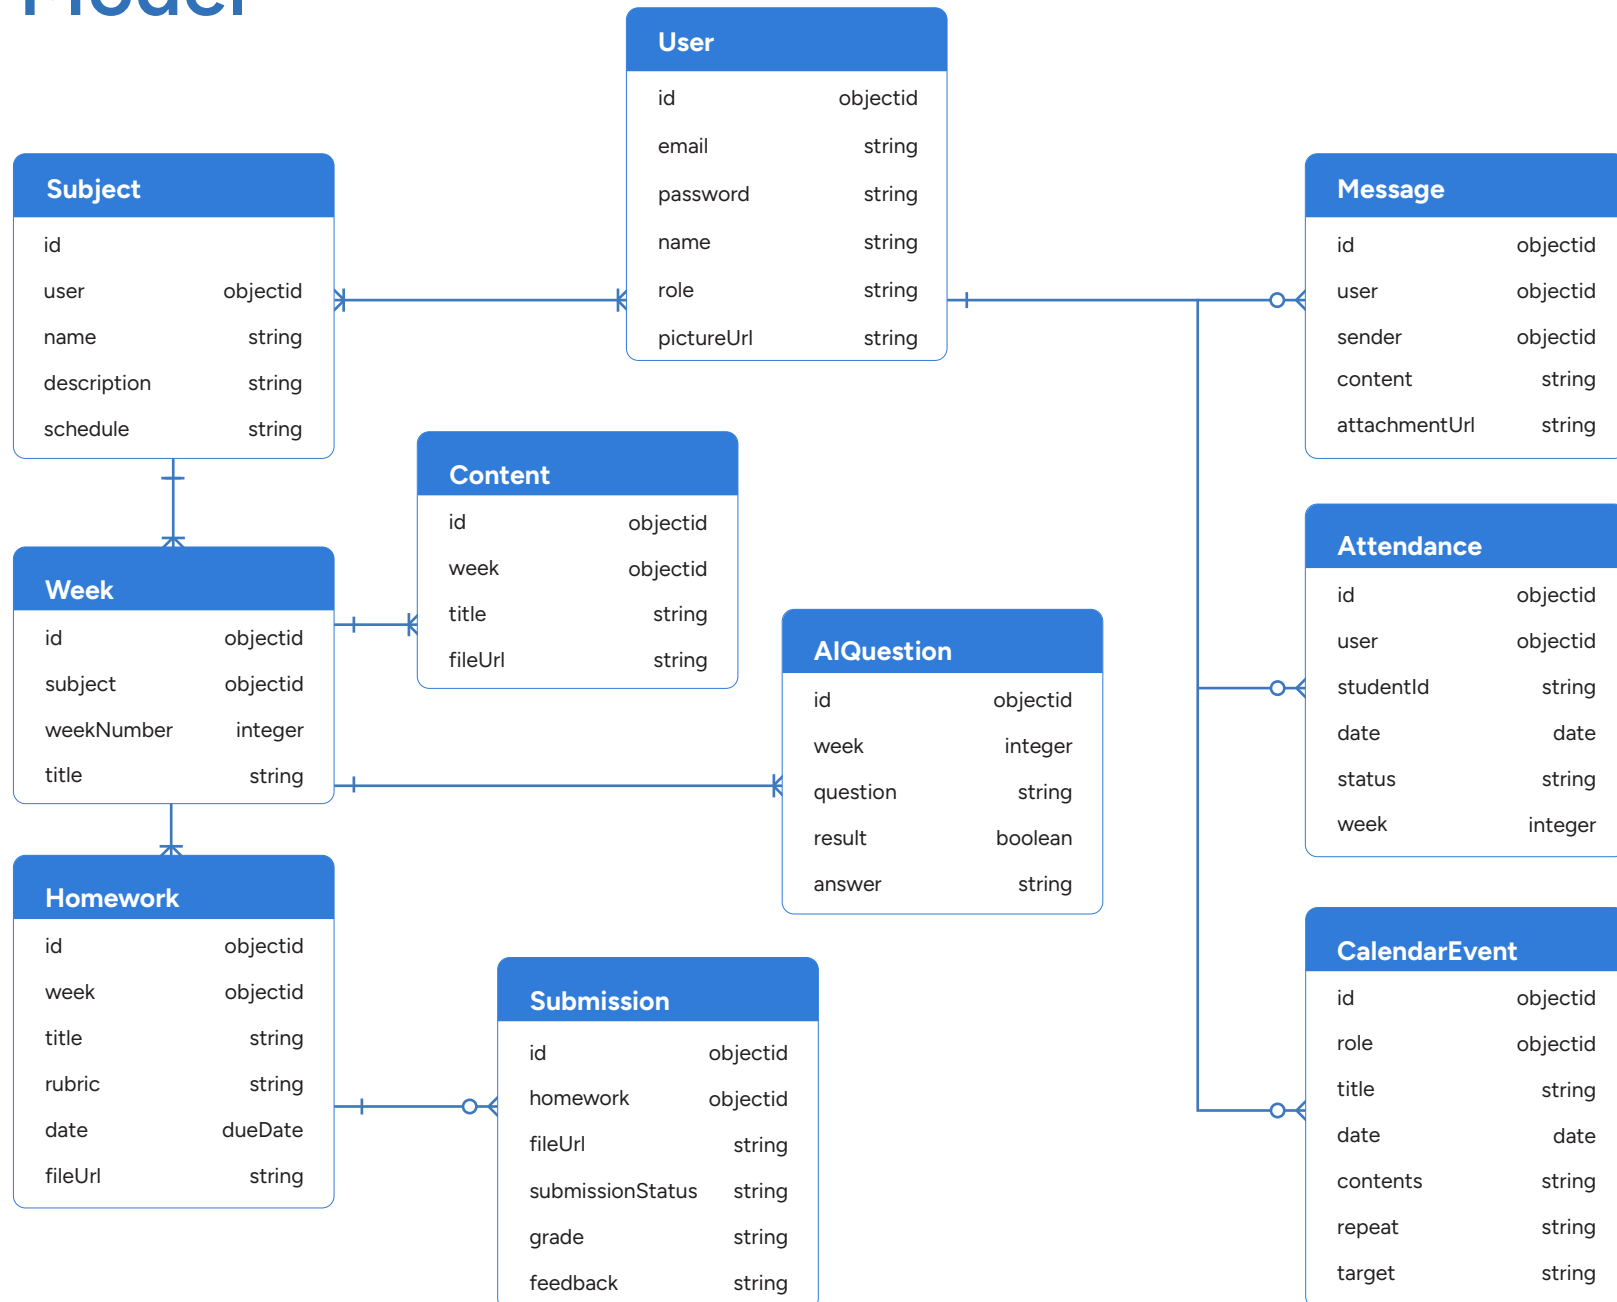 Model
User
id objectid
email string
password string
name string
role string
pictureUrl string
Subject
id
user objectid
name string
description string
schedule string
Message
id objectid
user objectid
sender objectid
content string
attachmentUrl string
Content
id objectid
week objectid
title string
fileUrl string
Week
id objectid
subject objectid
weekNumber integer
title string
AIQuestion
id objectid
week integer
question string
result boolean
answer string
Attendance
id objectid
user objectid
studentId string
date date
status string
week integer
Homework
id objectid
week objectid
title string
rubric string
date dueDate
fileUrl string
Submission
id objectid
homework objectid
fileUrl string
submissionStatus string
grade string
feedback string
CalendarEvent
id objectid
role objectid
title string
date date
contents string
repeat string
target string